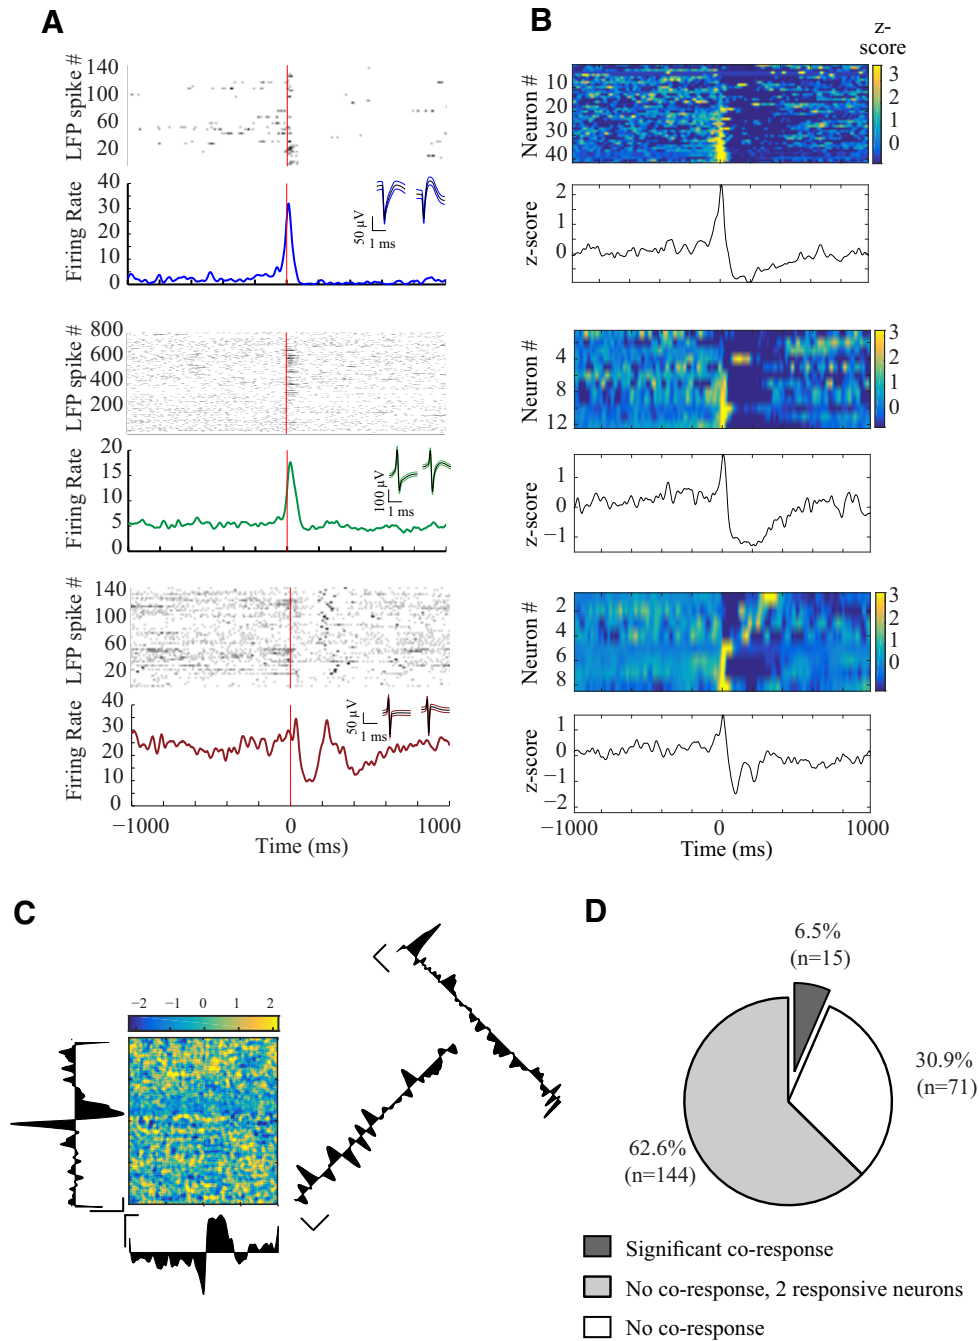 A
LFP spike #
140
100
60
20
Firing Rate
40
30
20
10
0
50 µV
1 ms
LFP spike #
800
600
400
200
Firing Rate
20
15
10
5
0
100 µV
1 ms
LFP spike #
140
100
60
20
Firing Rate
40
30
20
10
0
50 µV
1 ms
−1000
0
1000
Time (ms)
B
z-
score
Neuron #
10
20
30
40
3
2
1
0
z-score
2
0
Neuron #
4
8
12
3
2
1
0
z-score
1
0
−1
Neuron #
2
4
6
8
3
2
1
0
z-score
1
0
−1
−2
−1000
0
1000
Time (ms)
C
−2 −1 0 1 2
D
6.5%
(n=15)
30.9%
(n=71)
62.6%
(n=144)
Significant co-response
No co-response, 2 responsive neurons
No co-response